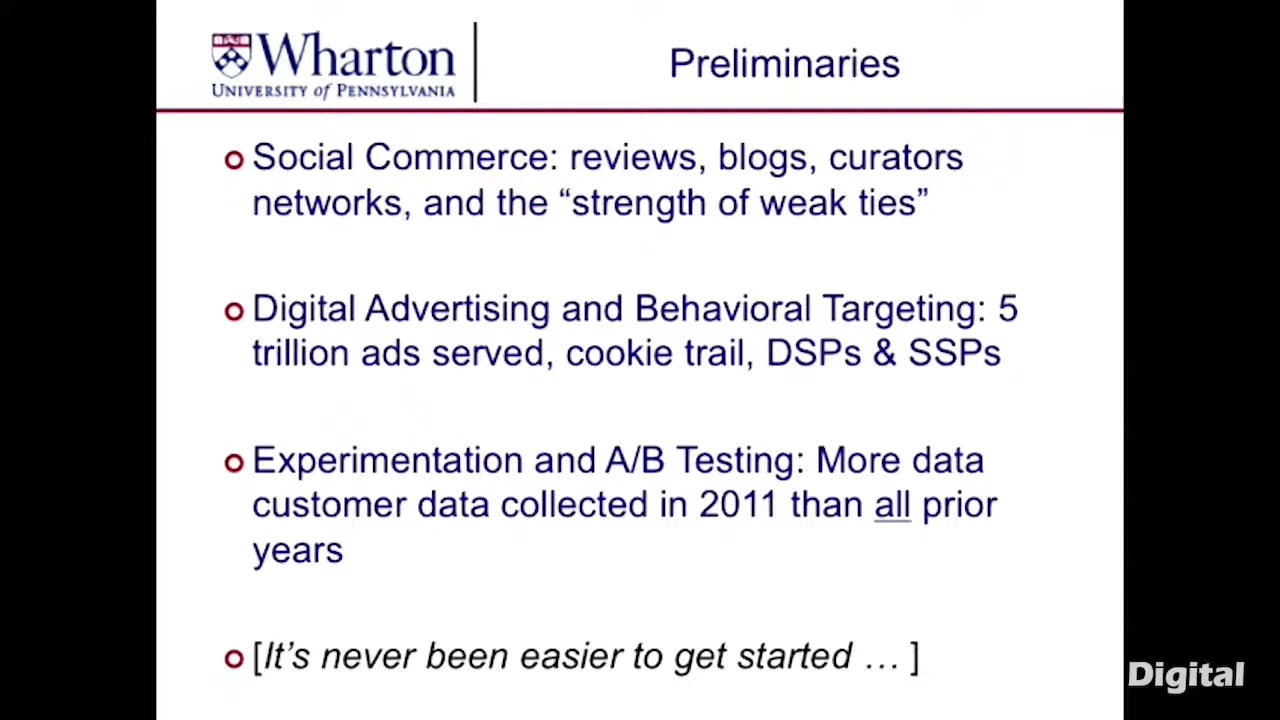 Wharton
UNIVERSITY of PENNSYLVANIA
Preliminaries
Social Commerce: reviews, blogs, curators
networks, and the “strength of weak ties”
Digital Advertising and Behavioral Targeting: 5
trillion ads served, cookie trail, DSPs & SSPs
Experimentation and A/B Testing: More data
customer data collected in 2011 than all prior
years
[It’s never been easier to get started … ]
Digital